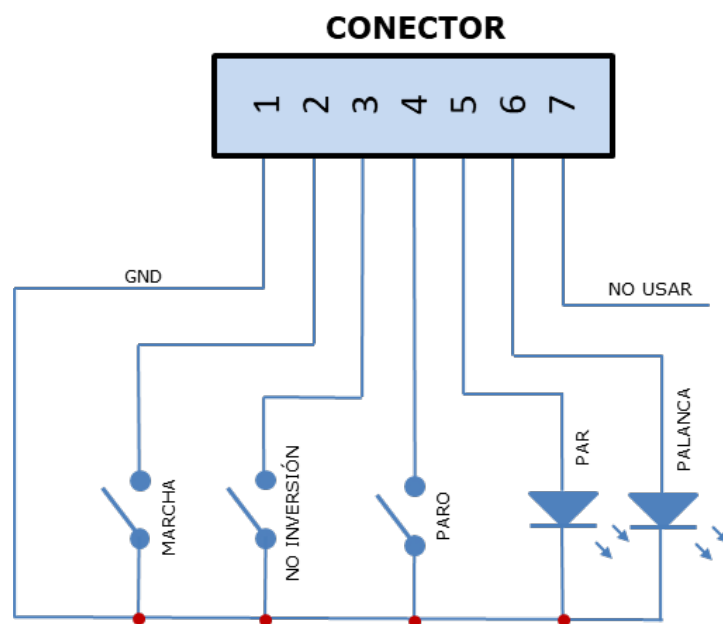 CONECTOR
1 2 3 4 5 6 7
GND
NO USAR
MARCHA
NO INVERSIÓN
PARO
PAR
PALANCA